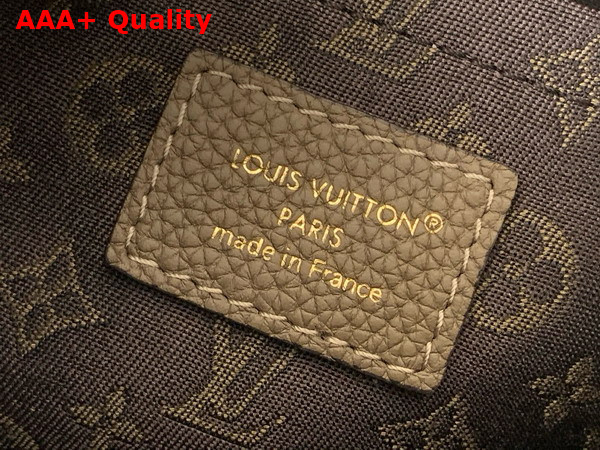 AAA+ Quality
LOUIS VUITTON®
PARIS
made in France